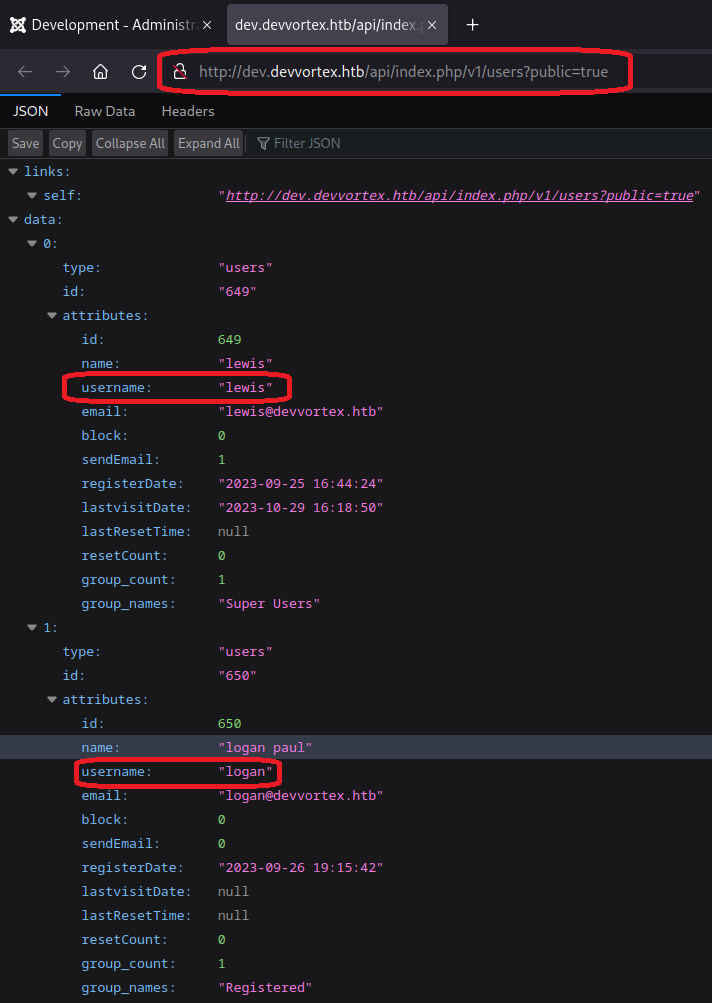 Development - Administra ×
dev.devvortex.htb/api/index.p ×
+
http://dev.devvortex.htb/api/index.php/v1/users?public=true
JSON Raw Data Headers
Save Copy Collapse All Expand All Filter JSON
links:
self: "http://dev.devvortex.htb/api/index.php/v1/users?public=true"
data:
0:
type: "users"
id: "649"
attributes:
id: 649
name: "lewis"
username: "lewis"
email: "lewis@devvortex.htb"
block: 0
sendEmail: 1
registerDate: "2023-09-25 16:44:24"
lastvisitDate: "2023-10-29 16:18:50"
lastResetTime: null
resetCount: 0
group_count: 1
group_names: "Super Users"
1:
type: "users"
id: "650"
attributes:
id: 650
name: "logan paul"
username: "logan"
email: "logan@devvortex.htb"
block: 0
sendEmail: 0
registerDate: "2023-09-26 19:15:42"
lastvisitDate: null
lastResetTime: null
resetCount: 0
group_count: 1
group_names: "Registered"